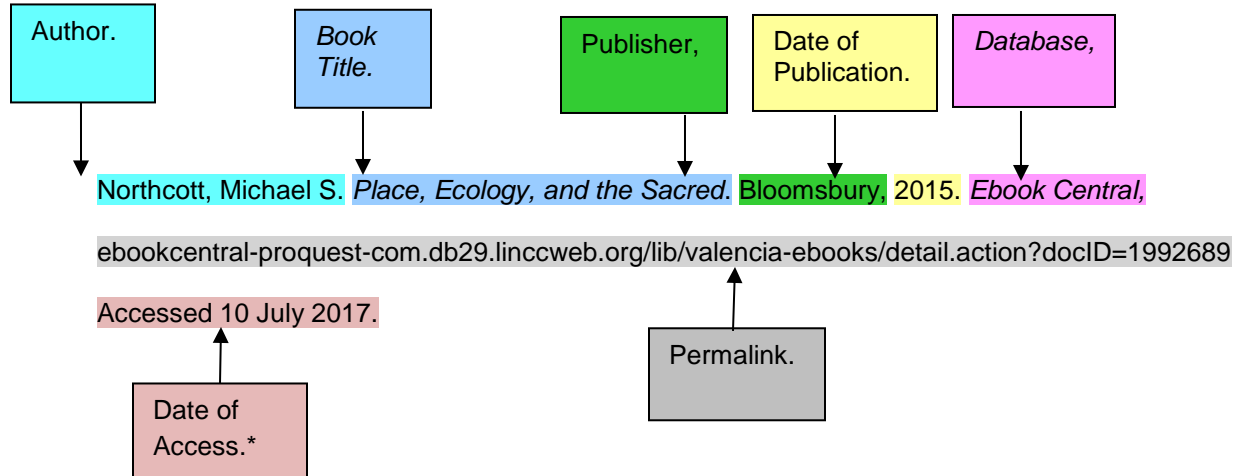 Author.
Book
Title.
Publisher,
Date of
Publication.
Database,
Northcott, Michael S. Place, Ecology, and the Sacred. Bloomsbury, 2015. Ebook Central,
ebookcentral-proquest-com.db29.linccweb.org/lib/valencia-ebooks/detail.action?docID=1992689
Accessed 10 July 2017.
Permalink.
Date of
Access.*